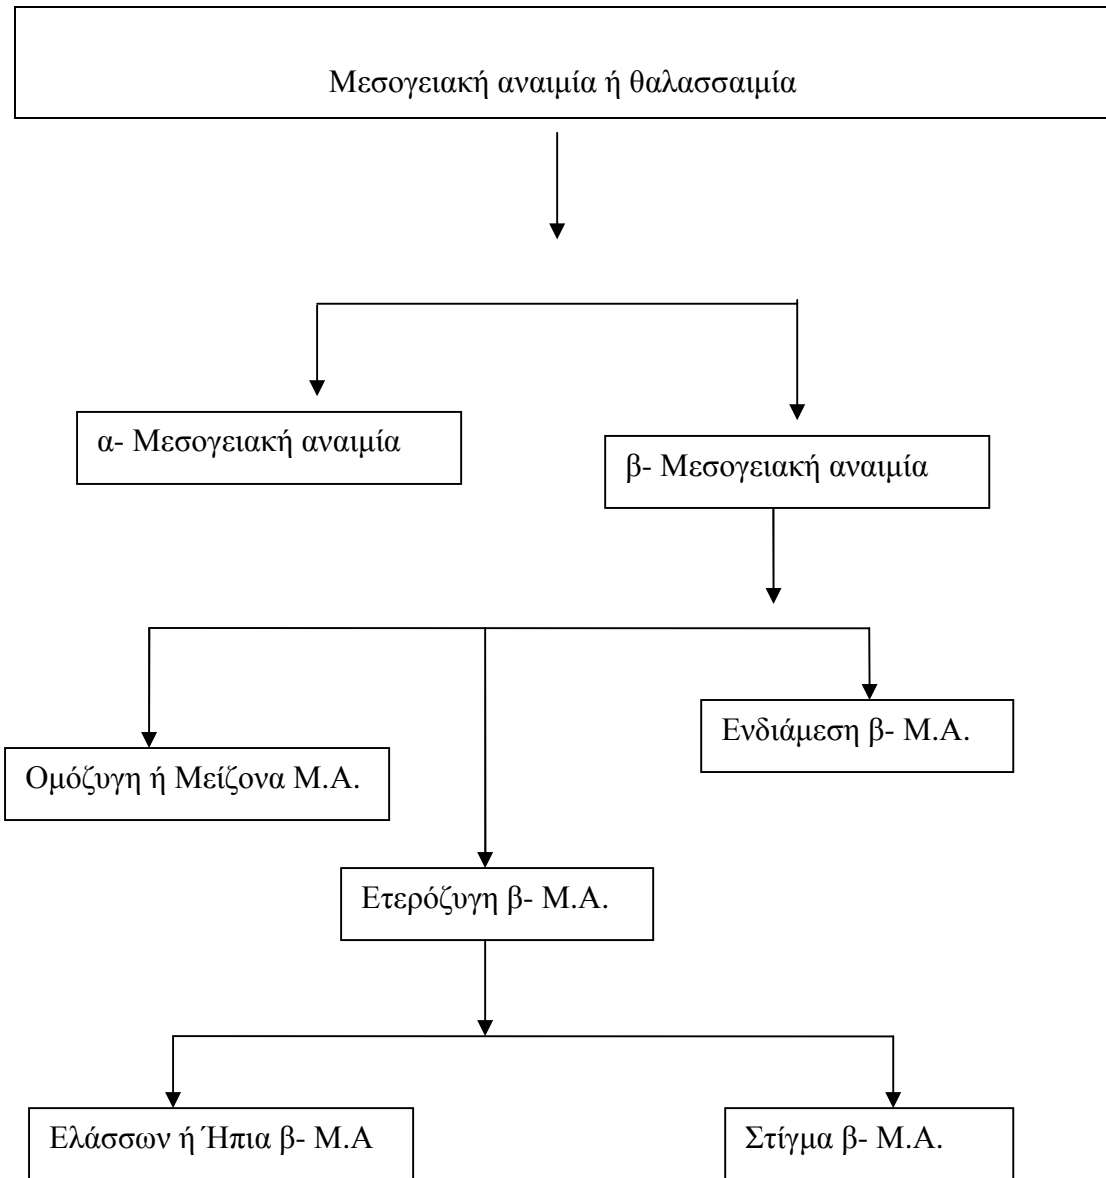 Μεσογειακή αναιμία ή θαλασσαιμία
α- Μεσογειακή αναιμία
β- Μεσογειακή αναιμία
Ενδιάμεση β- Μ.Α.
Ομόζυγη ή Μείζονα Μ.Α.
Ετερόζυγη β- Μ.Α.
Ελάσσων ή Ήπια β- Μ.Α
Στίγμα β- Μ.Α.